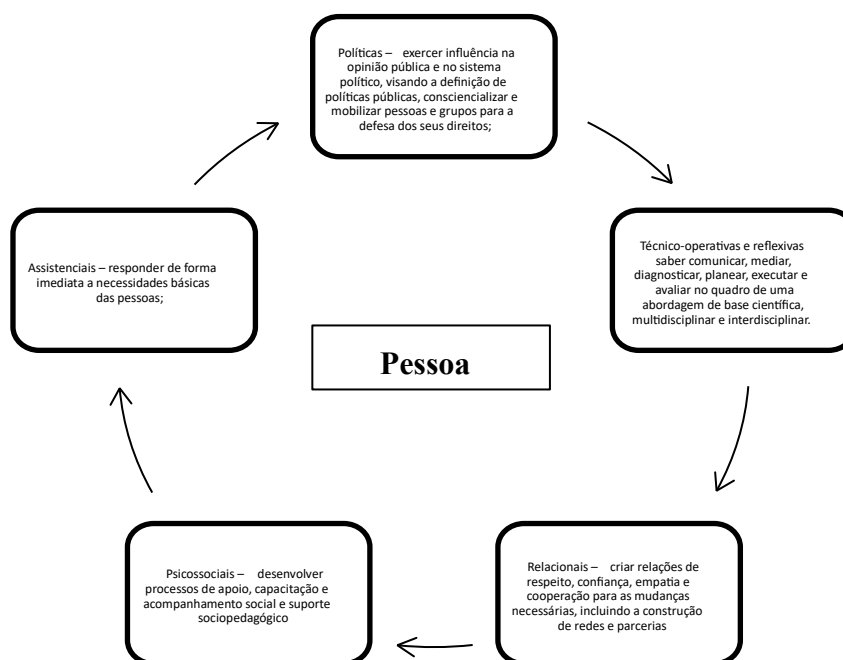 Políticas – exercer influência na
opinião pública e no sistema
político, visando a definição de
políticas públicas, consciencializar e
mobilizar pessoas e grupos para a
defesa dos seus direitos;
Técnico-operativas e reflexivas
saber comunicar, mediar,
diagnosticar, planear, executar e
avaliar no quadro de uma
abordagem de base científica,
multidisciplinar e interdisciplinar.
Relacionais – criar relações de
respeito, confiança, empatia e
cooperação para as mudanças
necessárias, incluindo a construção
de redes e parcerias
Psicossociais – desenvolver
processos de apoio, capacitação e
acompanhamento social e suporte
sociopedagógico
Assistenciais – responder de forma
imediata a necessidades básicas
das pessoas;
Pessoa